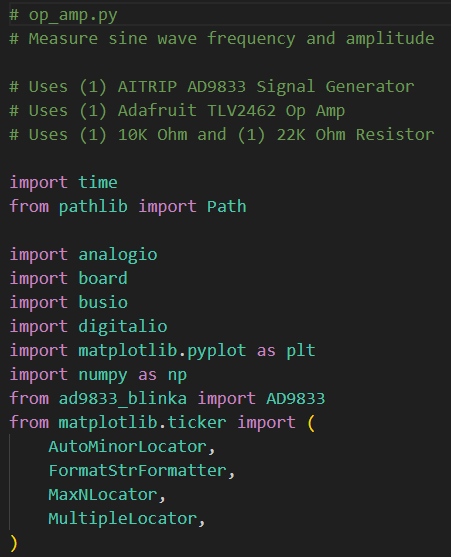 # op_amp.py
# Measure sine wave frequency and amplitude
# Uses (1) AITRIP AD9833 Signal Generator
# Uses (1) Adafruit TLV2462 Op Amp
# Uses (1) 10K Ohm and (1) 22K Ohm Resistor
import time
from pathlib import Path
import analogio
import board
import busio
import digitalio
import matplotlib.pyplot as plt
import numpy as np
from ad9833_blinka import AD9833
from matplotlib.ticker import (
    AutoMinorLocator,
    FormatStrFormatter,
    MaxNLocator,
    MultipleLocator,
)